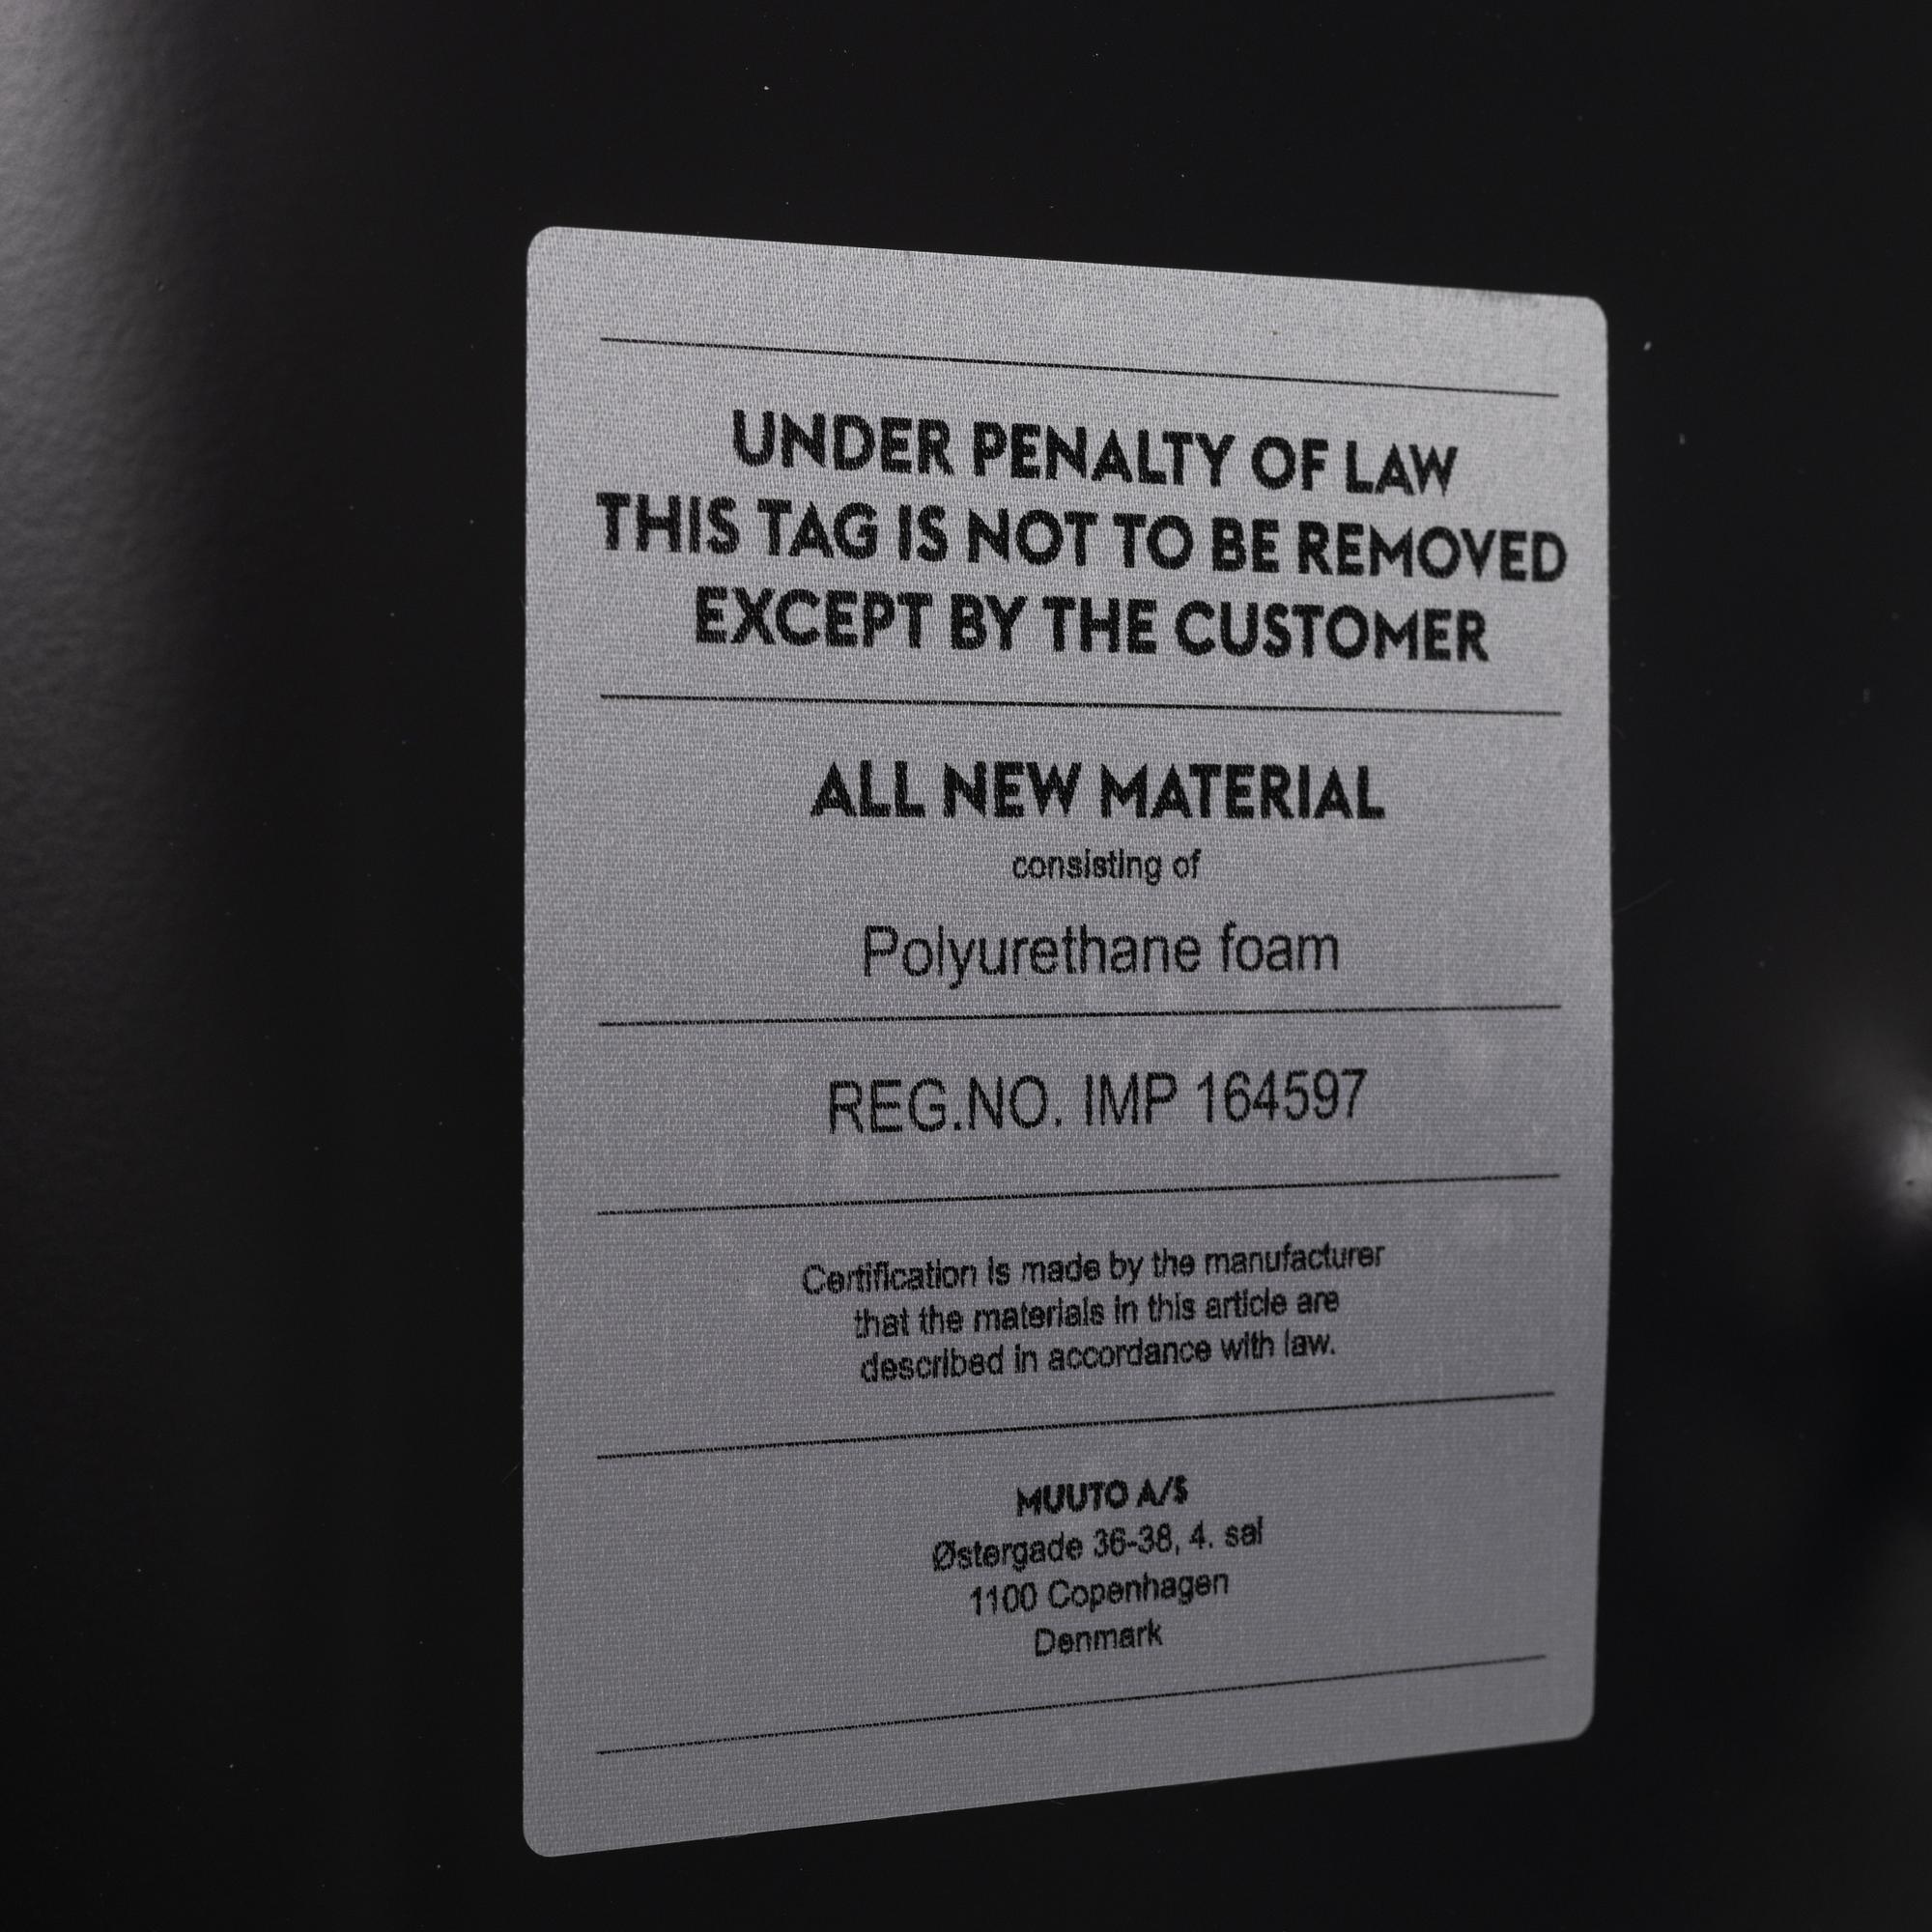 UNDER PENALTY OF LAW
THIS TAG IS NOT TO BE REMOVED
EXCEPT BY THE CUSTOMER
ALL NEW MATERIAL
consisting of
Polyurethane foam
REG.NO. IMP 164597
Certification is made by the manufacturer
that the materials in this article are
described in accordance with law.
MUUTO A/S
Østergade 36-38, 4. sal
1100 Copenhagen
Denmark